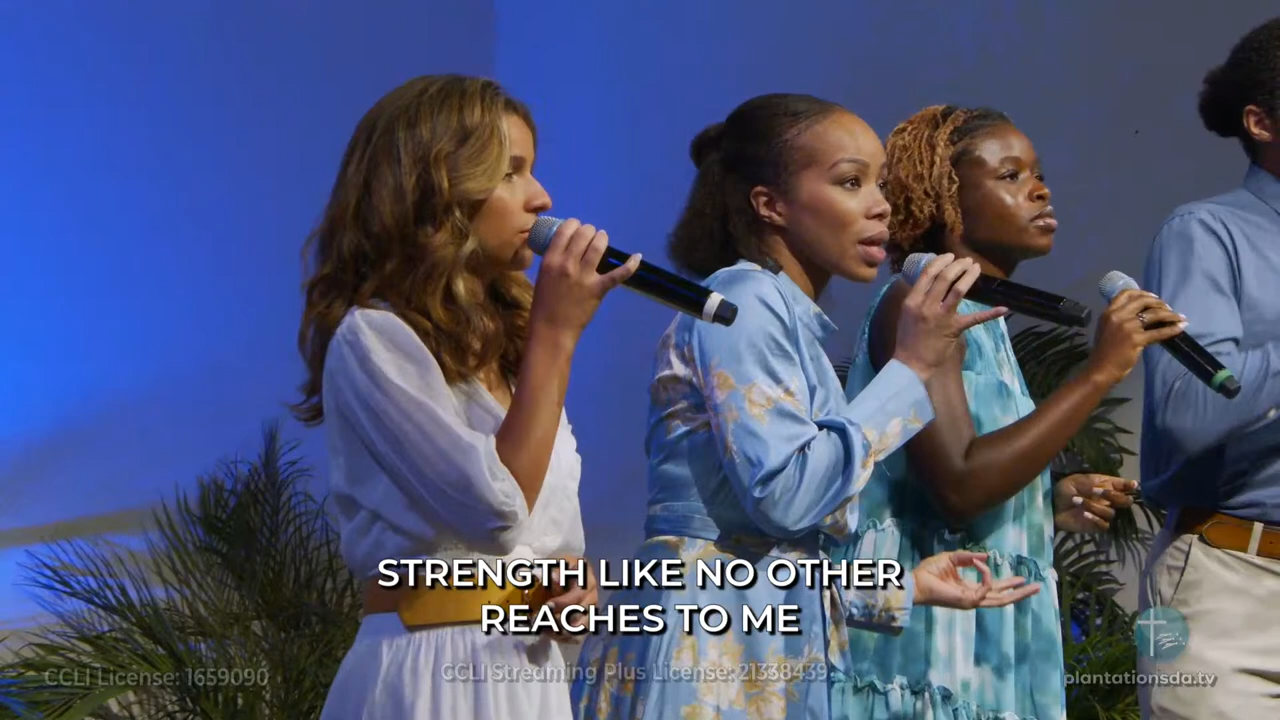 STRENGTH LIKE NO OTHER
REACHES TO ME
CCLI License: 1659090
CCLI Streaming Plus License: 21338439
plantationsda.tv